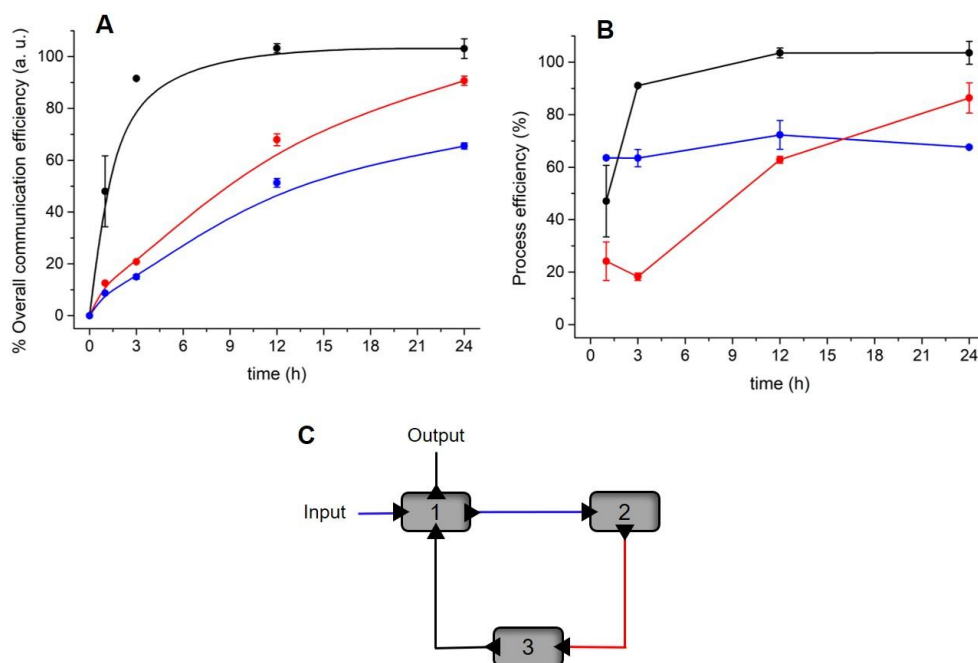 A
% Overall communication efficiency (a. u.)
100
80
60
40
20
0
0 3 6 9 12 15 18 21 24
time (h)
B
Process efficiency (%)
100
80
60
40
20
0
0 3 6 9 12 15 18 21 24
time (h)
C
Output
Input
1
2
3